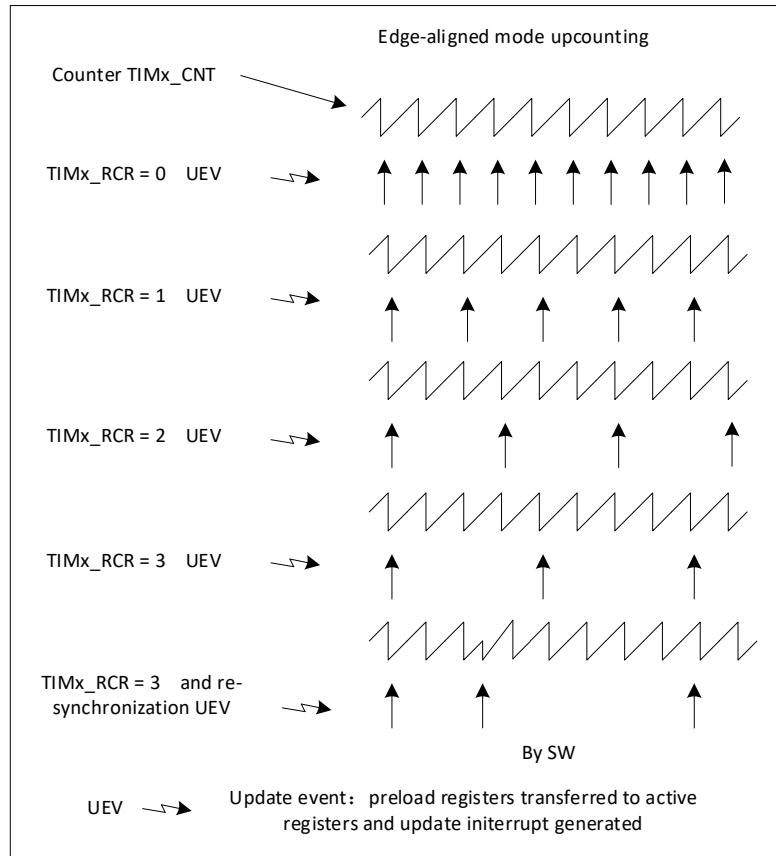 Edge-aligned mode upcounting
Counter TIMx_CNT
TIMx_RCR = 0 UEV
TIMx_RCR = 1 UEV
TIMx_RCR = 2 UEV
TIMx_RCR = 3 UEV
TIMx_RCR = 3 and re-
synchronization UEV
By SW
UEV
Update event：preload registers transferred to active
registers and update initerrupt generated